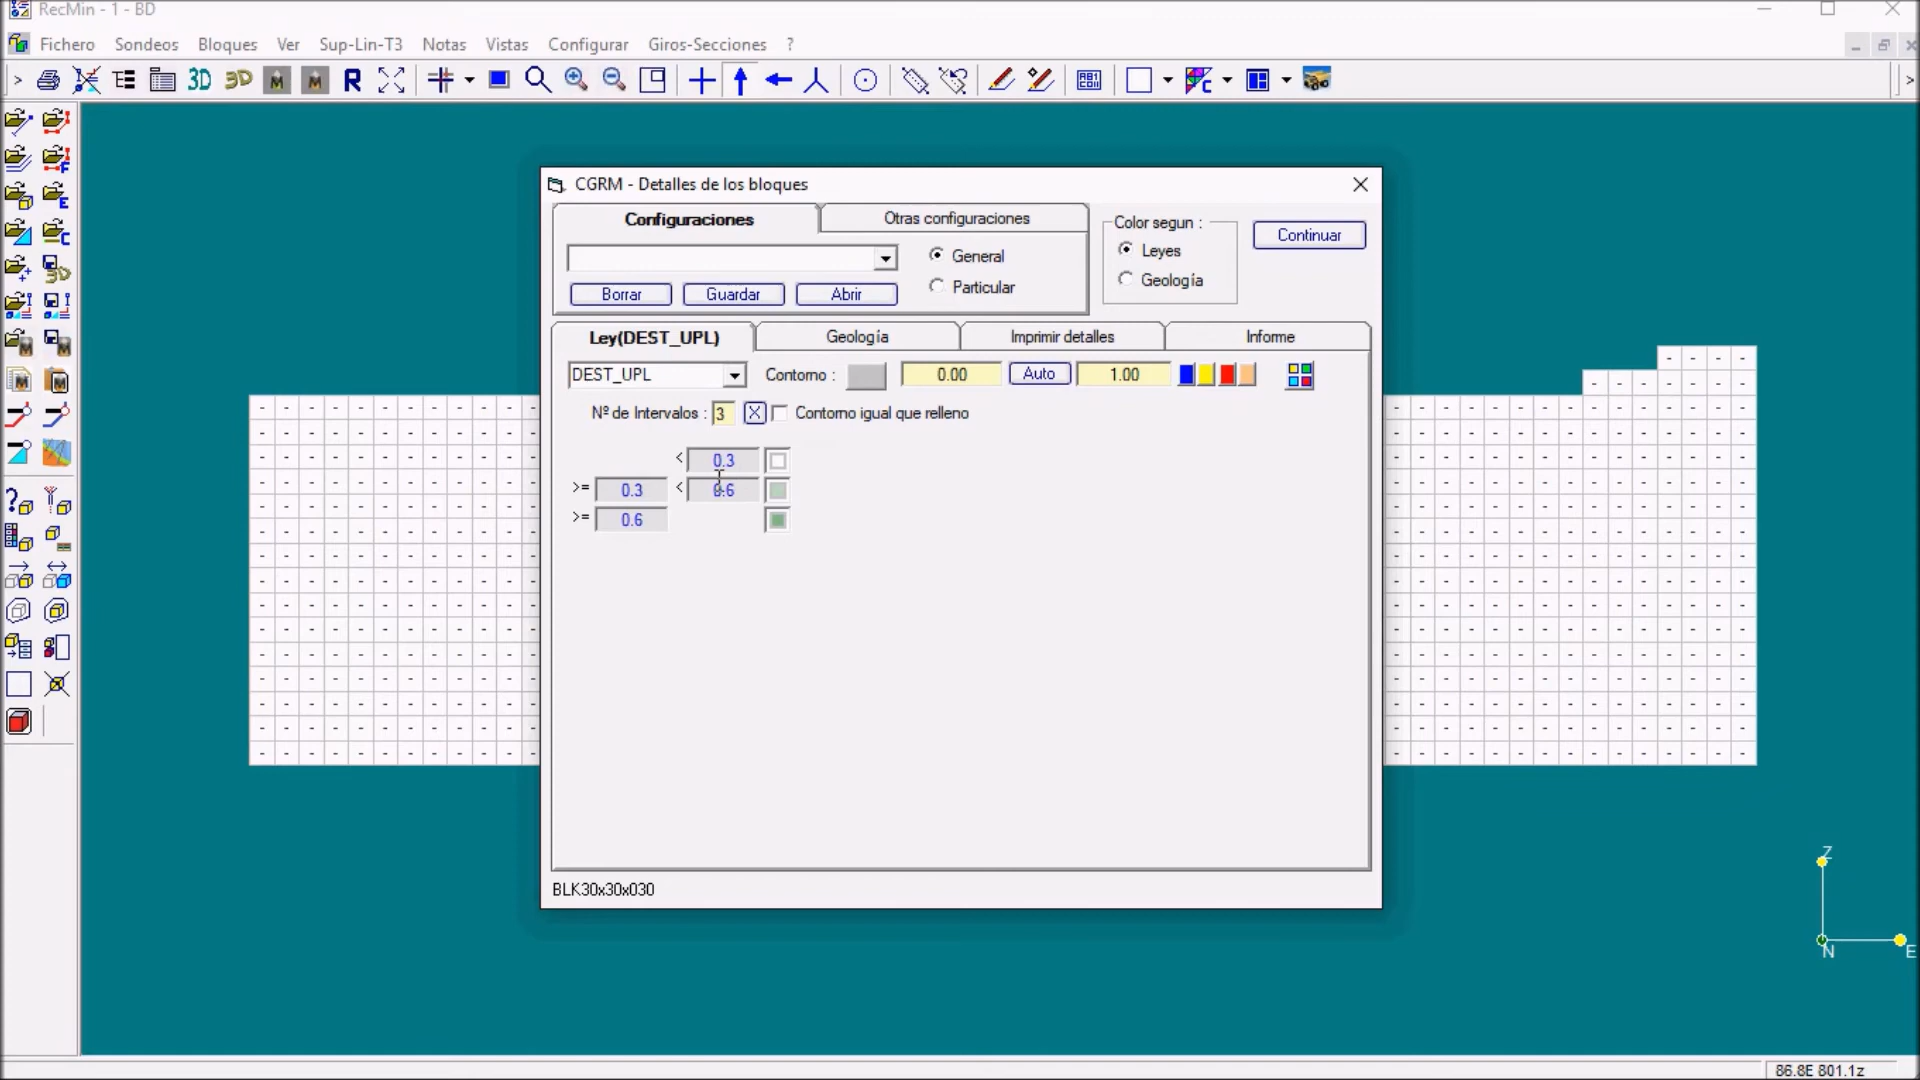 RecMin - 1 - BD
Fichero Sondeos Bloques Ver Sup-Lin-T3 Notas Vistas Configurar Giros-Secciones ?
3D 3D M M R
CGRM - Detalles de los bloques
Configuraciones Otras configuraciones
Color segun :
Continuar
General
Leyes
Particular
Geología
Borrar Guardar Abrir
Ley(DEST_UPL) Geología Imprimir detalles Informe
DEST_UPL Contorno : 0.00 Auto 1.00
Nº de Intervalos : 3 X Contorno igual que relleno
< 0.3
>= 0.3 < 0.6
>= 0.6
BLK30x30x030
Z
N E
86.8E 801.1z